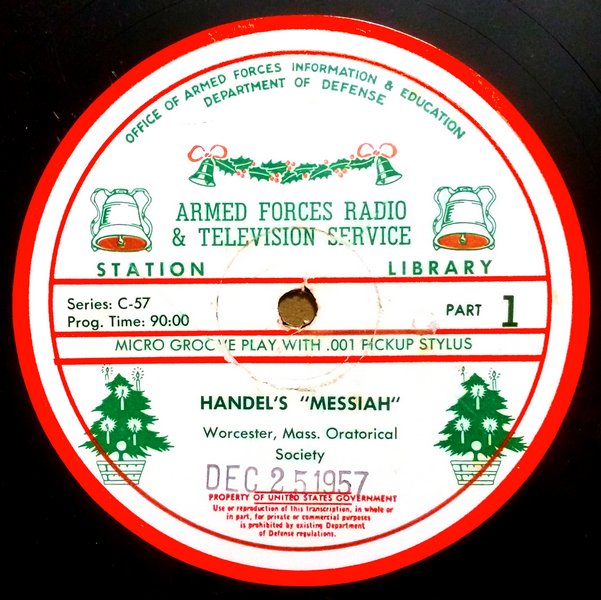 OFFICE OF ARMED FORCES INFORMATION & EDUCATION
DEPARTMENT OF DEFENSE
ARMED FORCES RADIO
& TELEVISION SERVICE
STATION LIBRARY
Series: C-57
Prog. Time: 90:00
PART 1
MICRO GROOVE PLAY WITH .001 PICKUP STYLUS
HANDEL'S "MESSIAH"
Worcester, Mass. Oratorical
Society
DEC 25 1957
PROPERTY OF UNITED STATES GOVERNMENT
Use or reproduction of this transcription, in whole or
in part, for private or commercial purposes
is prohibited by existing Department
of Defense regulations.